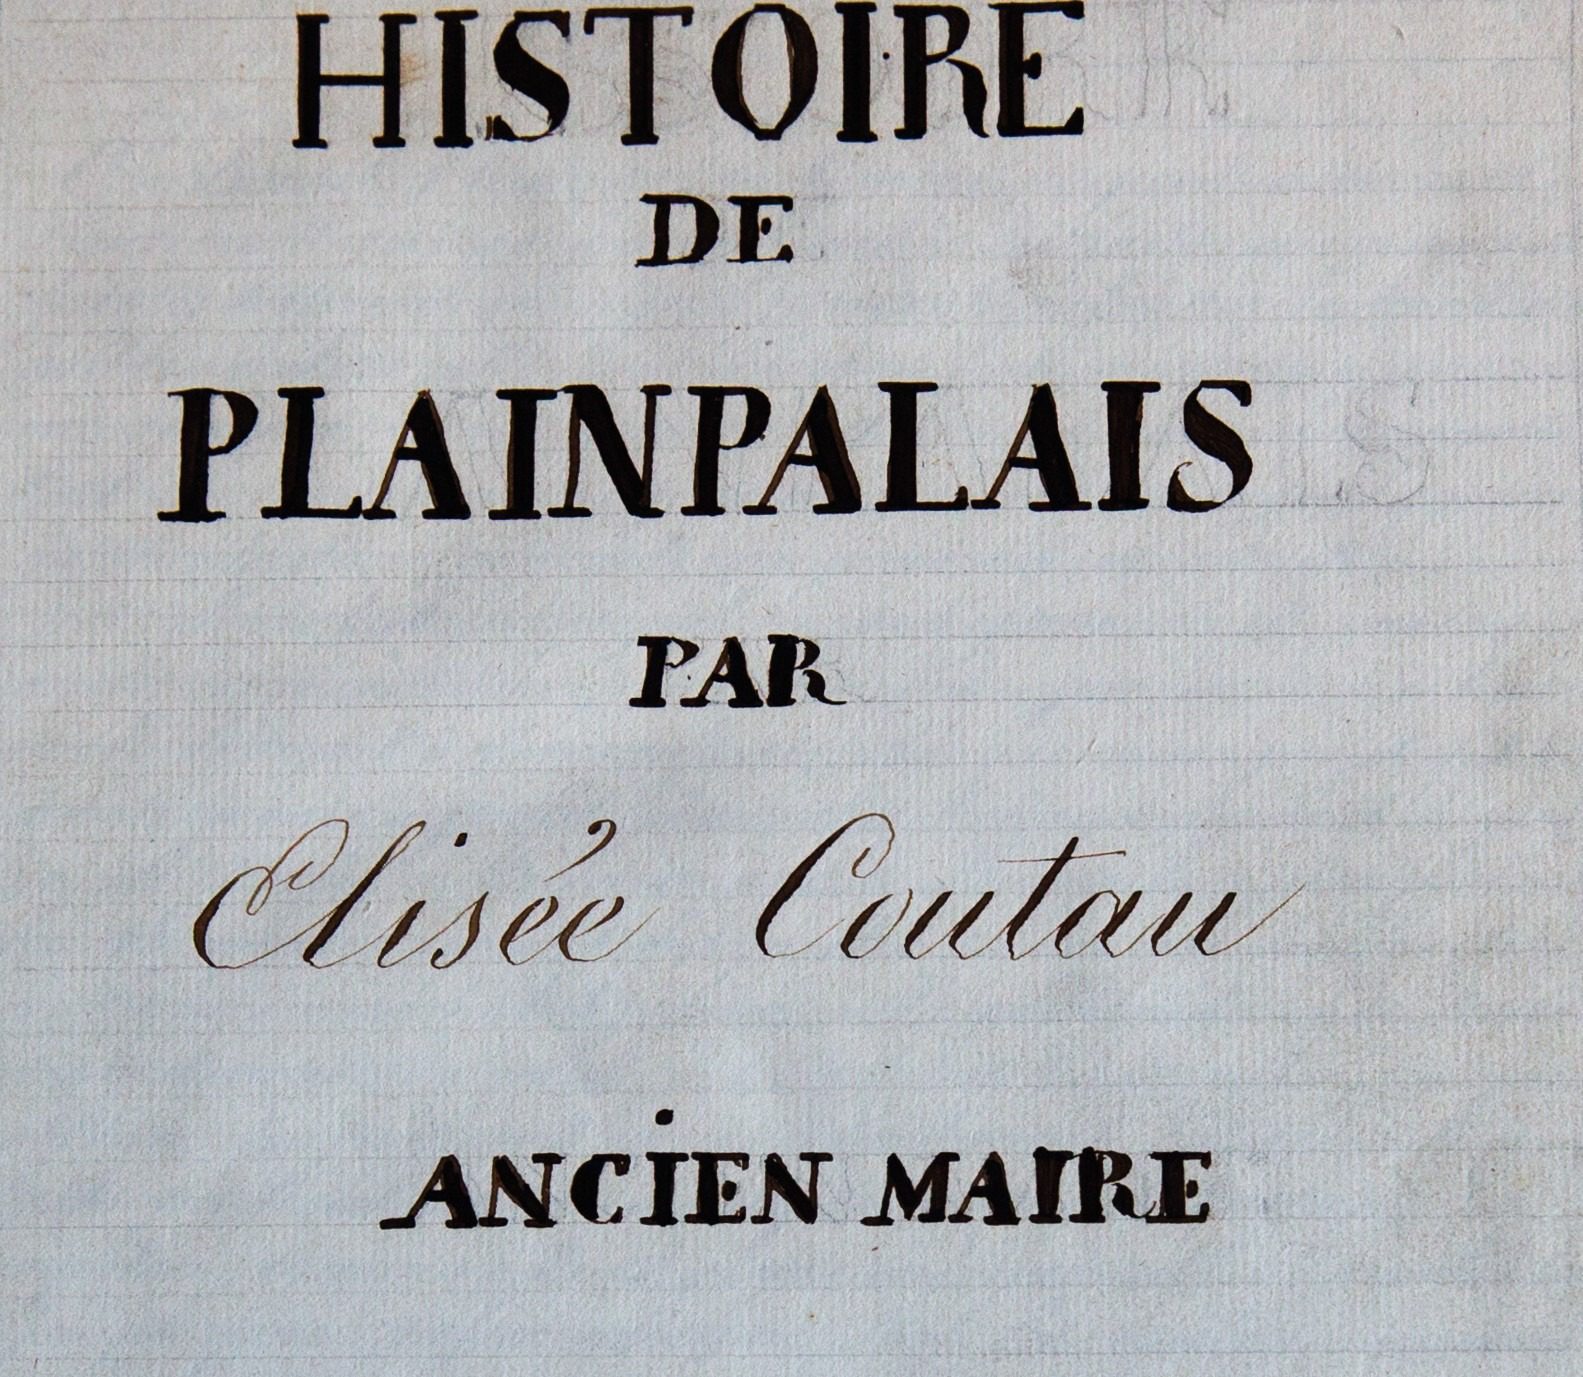 HISTOIRE
DE
PLAINPALAIS
PAR
Elisée Coutau
ANCiEN MAIRE